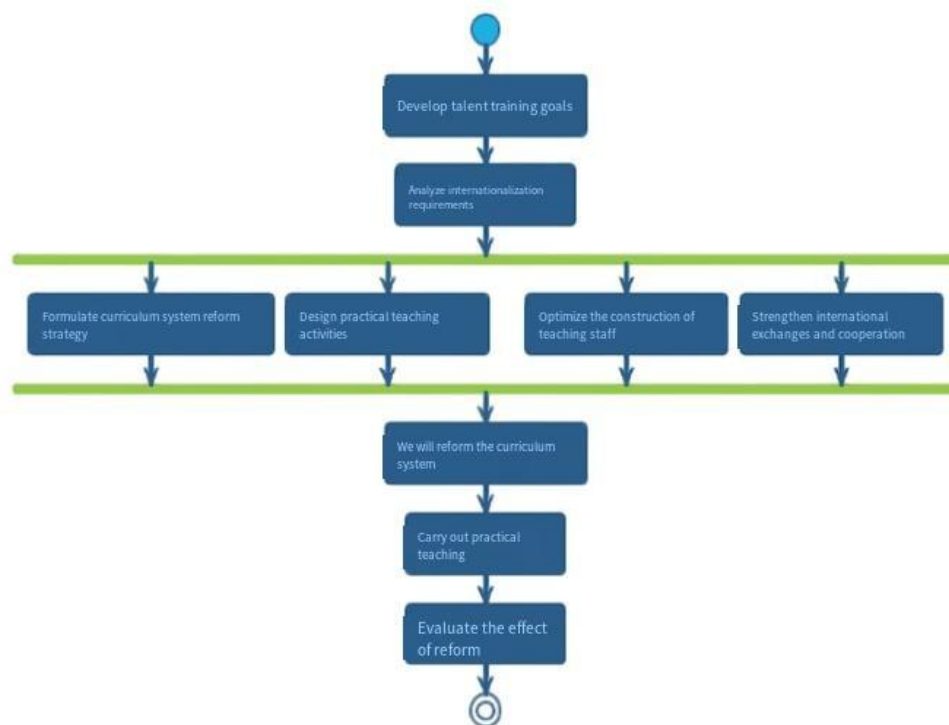 Develop talent training goals
Analyze internationalization
requirements
Formulate curriculum system reform
strategy
Design practical teaching
activities
Optimize the construction of
teaching staff
Strengthen international
exchanges and cooperation
We will reform the curriculum
system
Carry out practical
teaching
Evaluate the effect
of reform